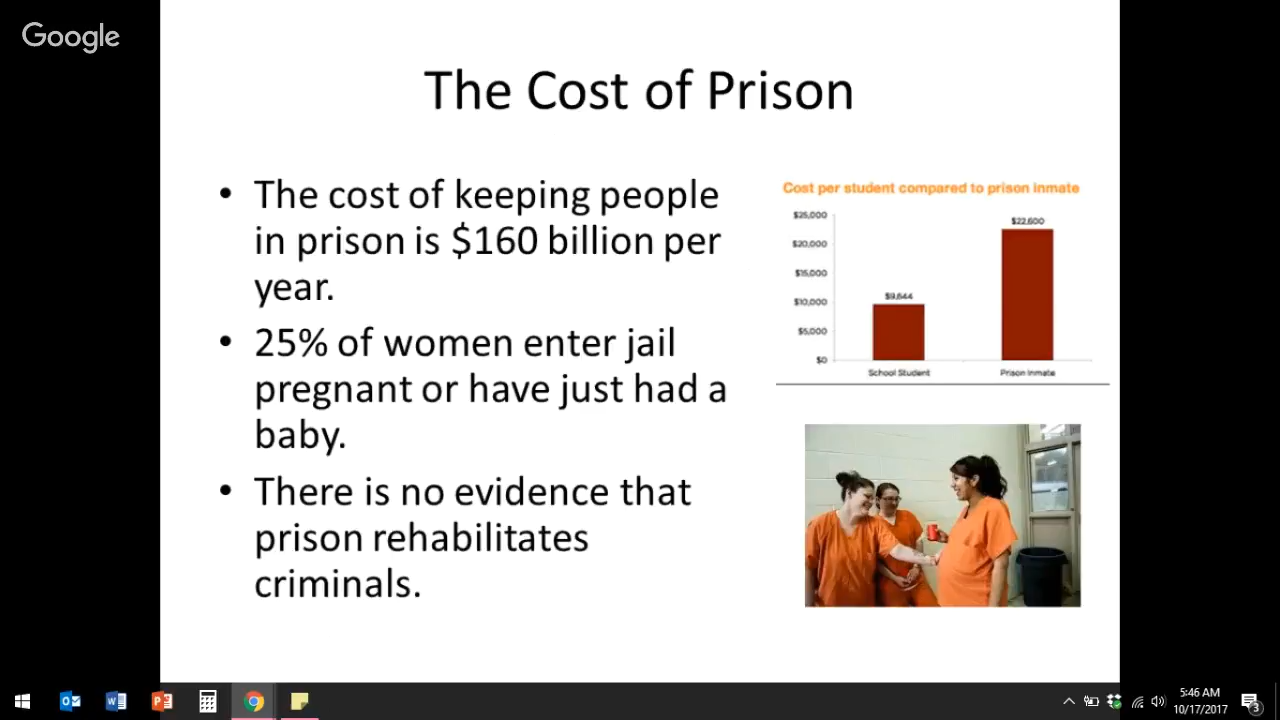 Google
The Cost of Prison
• The cost of keeping people
in prison is $160 billion per
year.
• 25% of women enter jail
pregnant or have just had a
baby.
• There is no evidence that
prison rehabilitates
criminals.
Cost per student compared to prison inmate
$25,000
$20,000
$15,000
$10,000
$5,000
$0
$9,644
$22,600
School Student
Prison Inmate
5:46 AM
10/17/2017
3